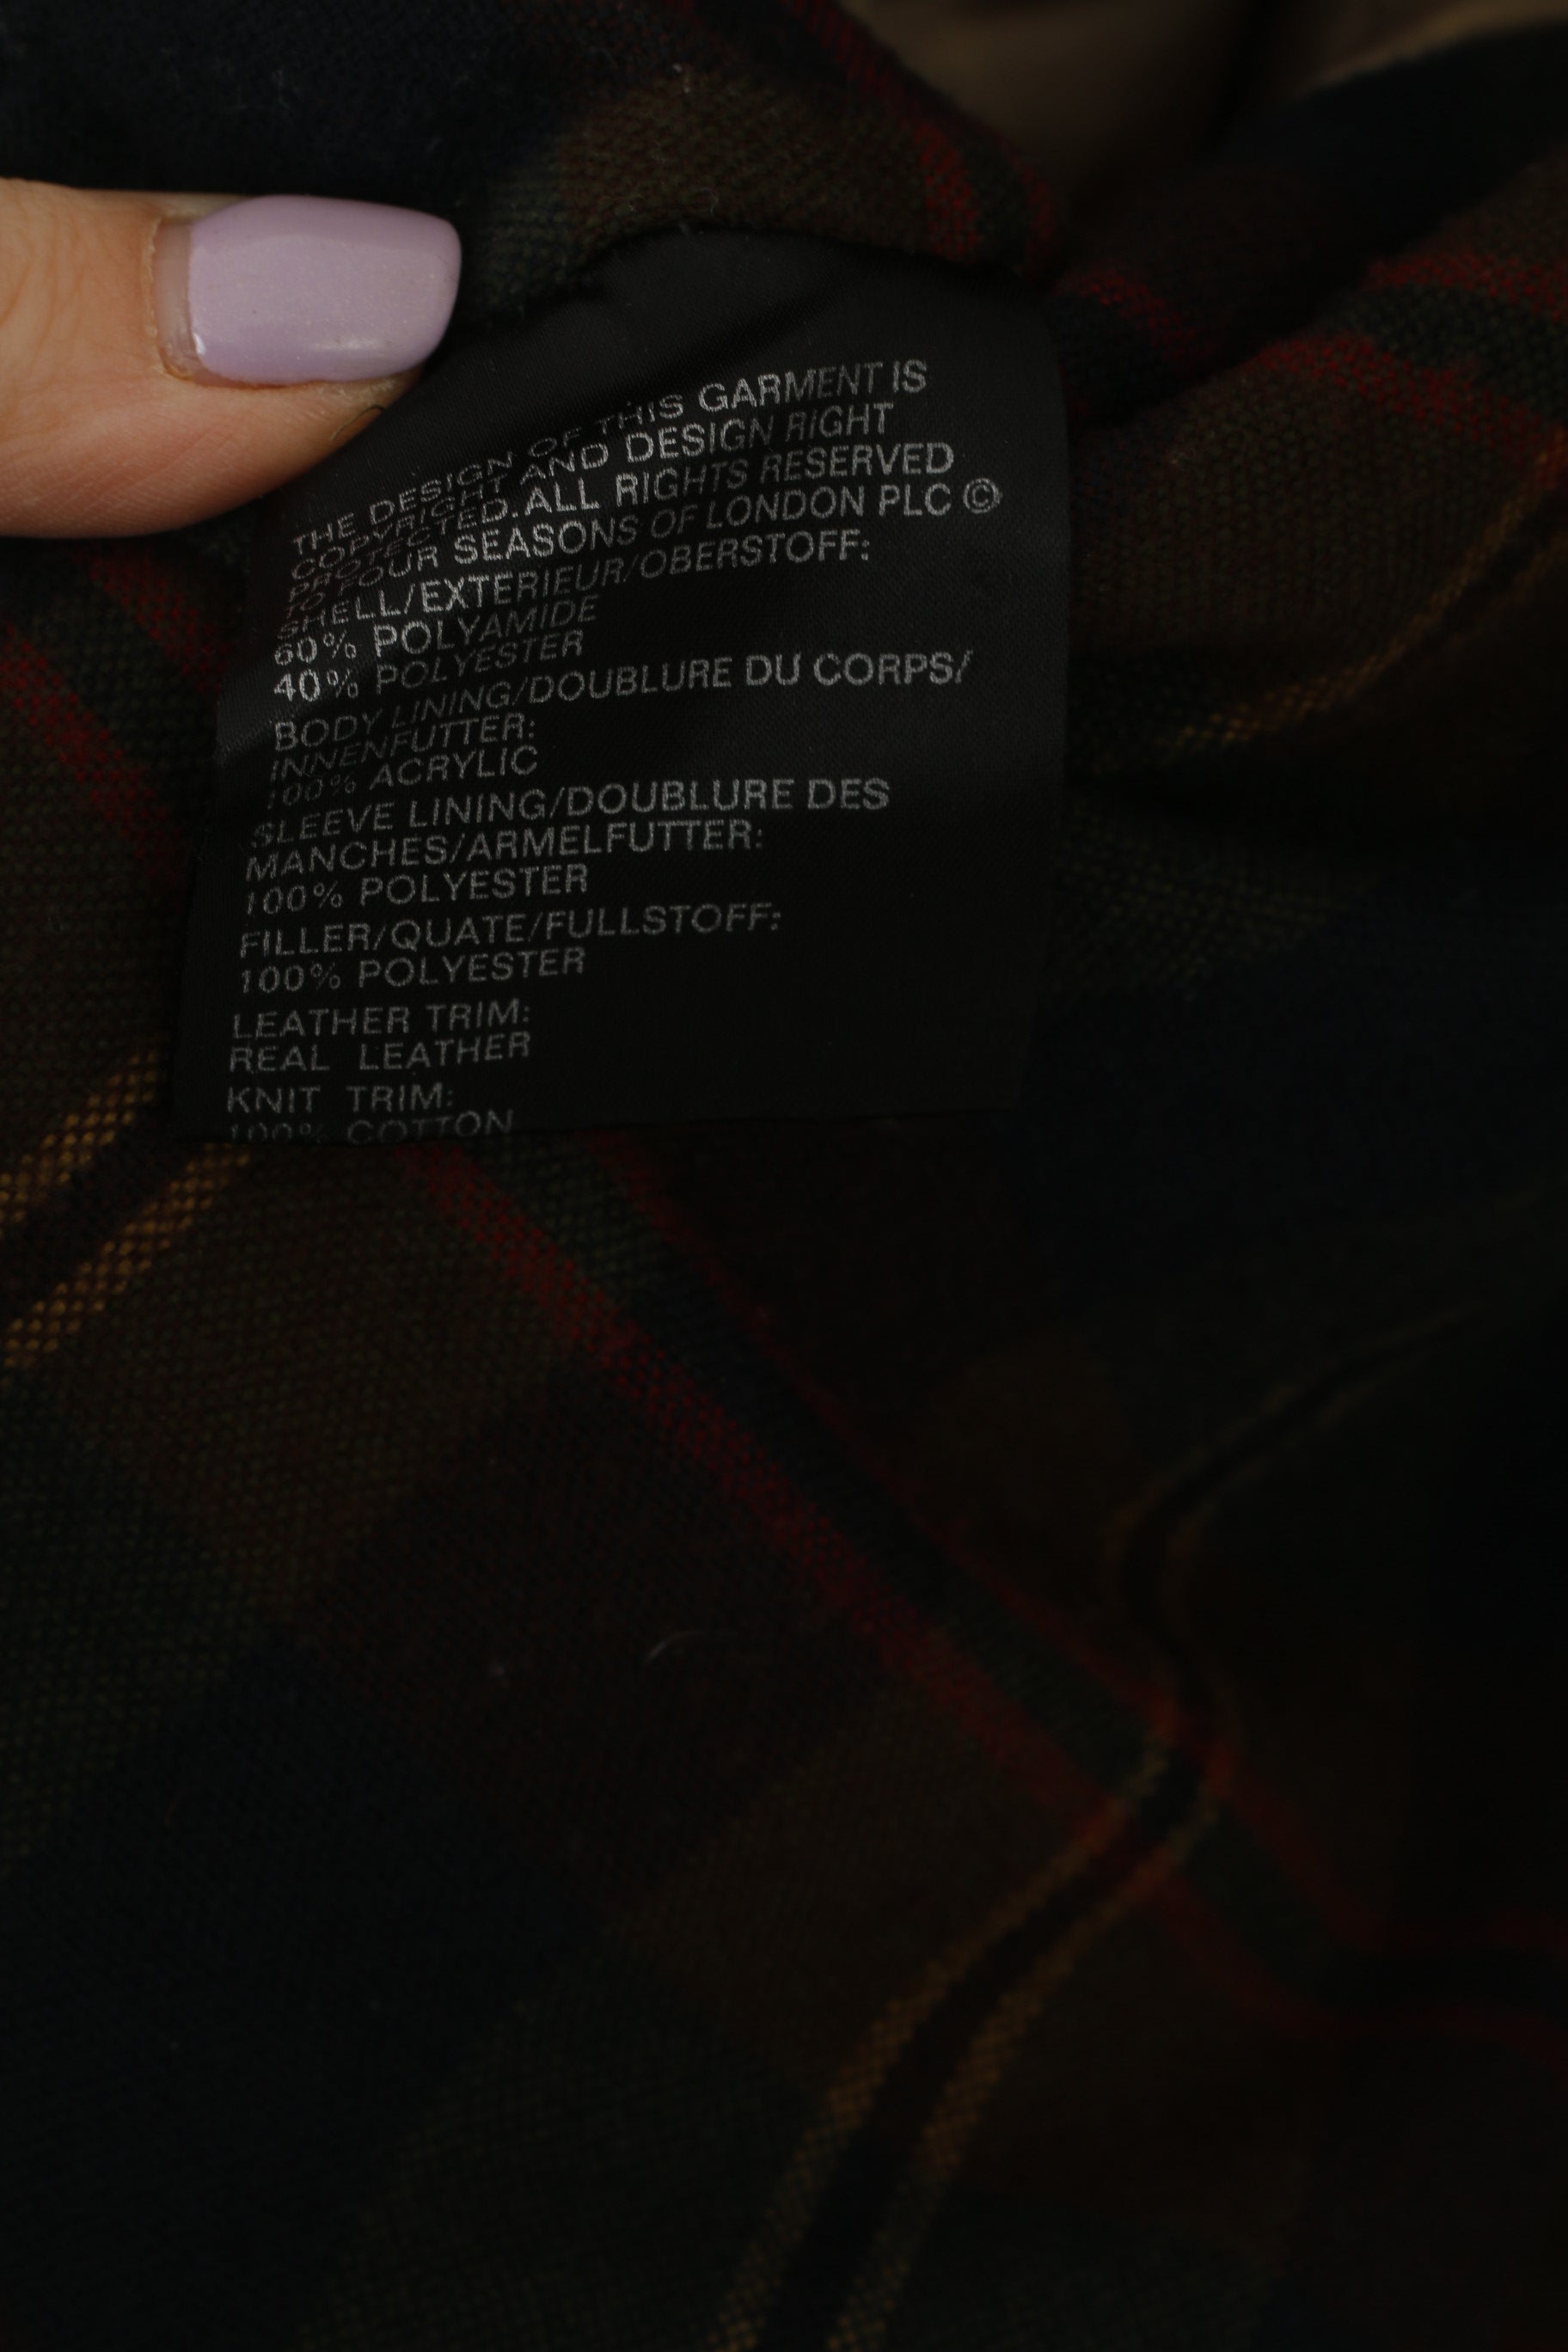 THE DESIGN OF THIS GARMENT IS
COPYRIGHT AND DESIGN RIGHT
PROTECTED. ALL RIGHTS RESERVED
TO FOUR SEASONS OF LONDON PLC ©
SHELL/EXTERIEUR/OBERSTOFF:
60% POLYAMIDE
40% POLYESTER
BODY LINING/DOUBLURE DU CORPS/
INNENFUTTER:
100% ACRYLIC
SLEEVE LINING/DOUBLURE DES
MANCHES/ARMELFUTTER:
100% POLYESTER
FILLER/QUATE/FULLSTOFF:
100% POLYESTER
LEATHER TRIM:
REAL LEATHER
KNIT TRIM:
100% COTTON